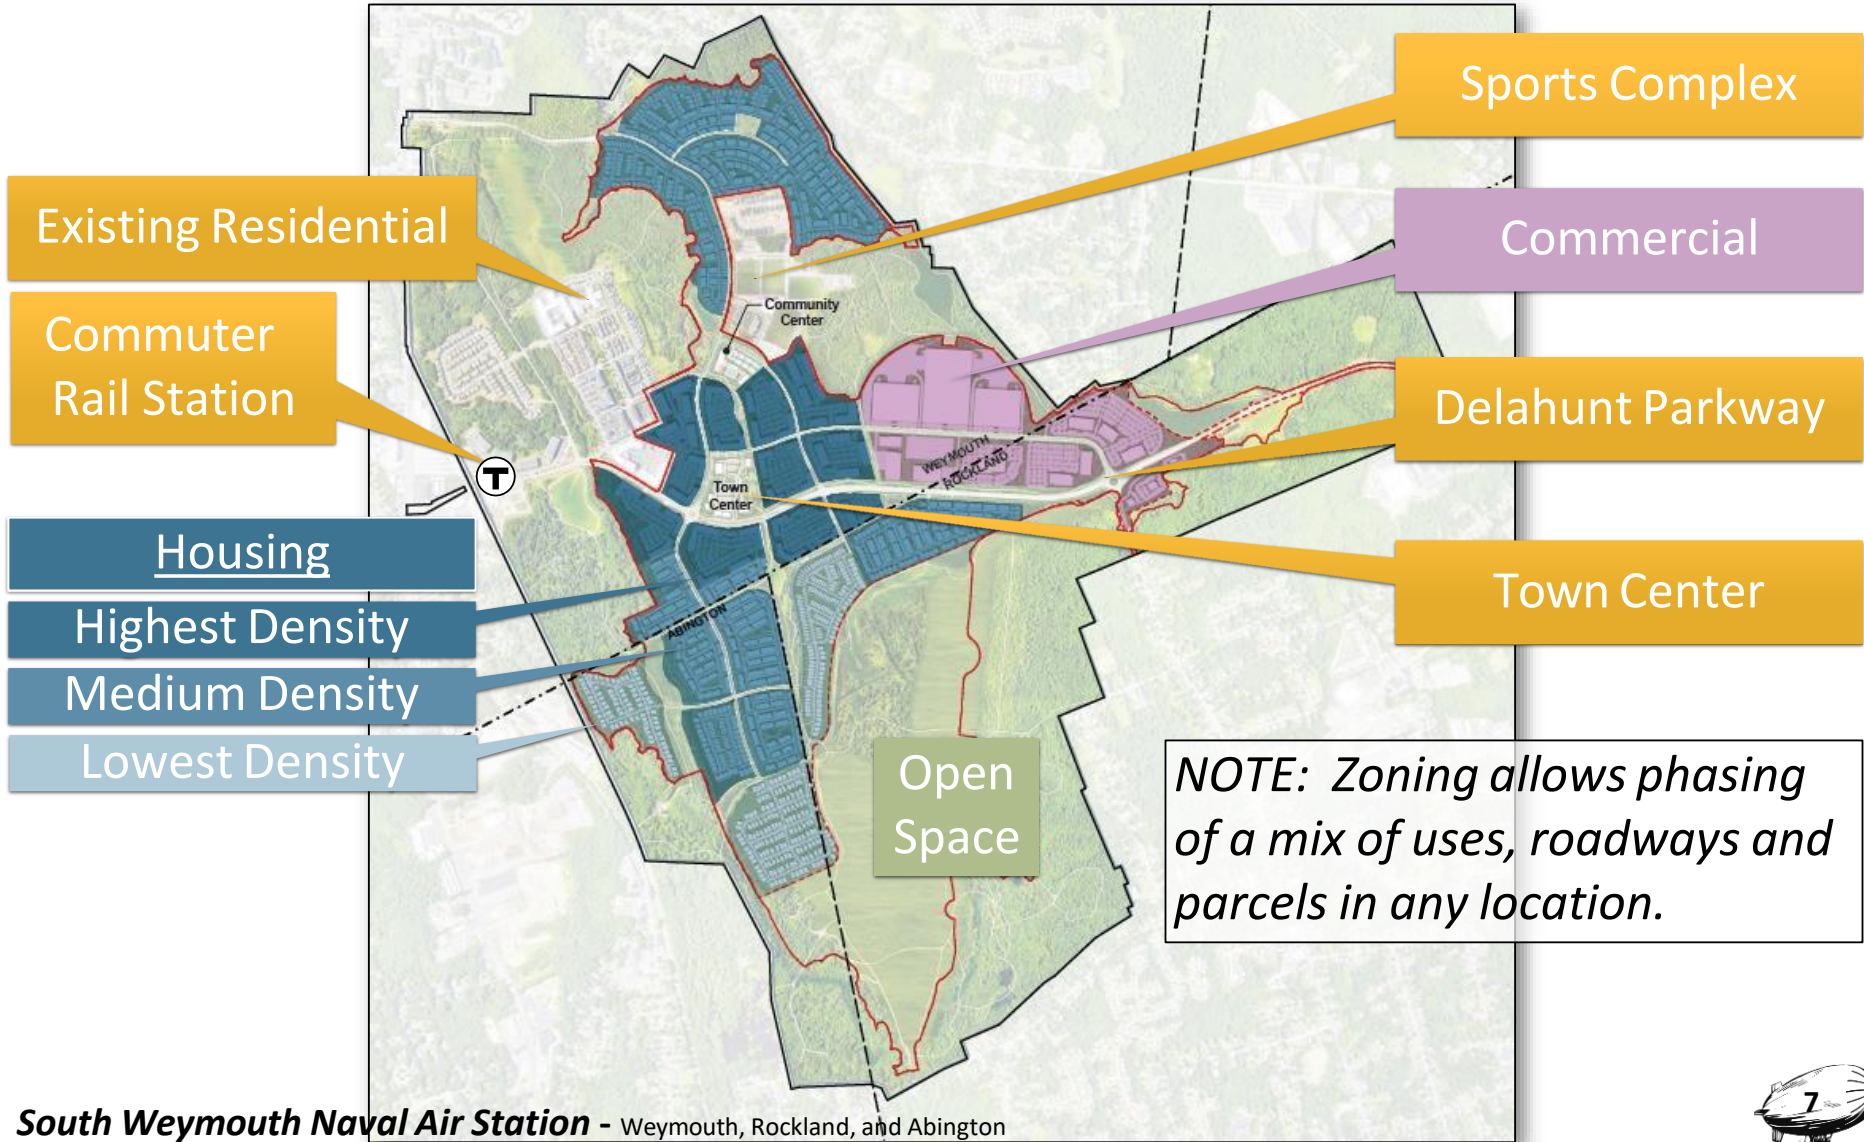 Sports Complex
Existing Residential
Commercial
Commuter
Rail Station
Community
Center
Delahunt Parkway
WEYMOUTH
ROCKLAND
T
Town
Center
Housing
Town Center
Highest Density
ABINGTON
Medium Density
Lowest Density
Open
Space
NOTE: Zoning allows phasing
of a mix of uses, roadways and
parcels in any location.
South Weymouth Naval Air Station - Weymouth, Rockland, and Abington
7